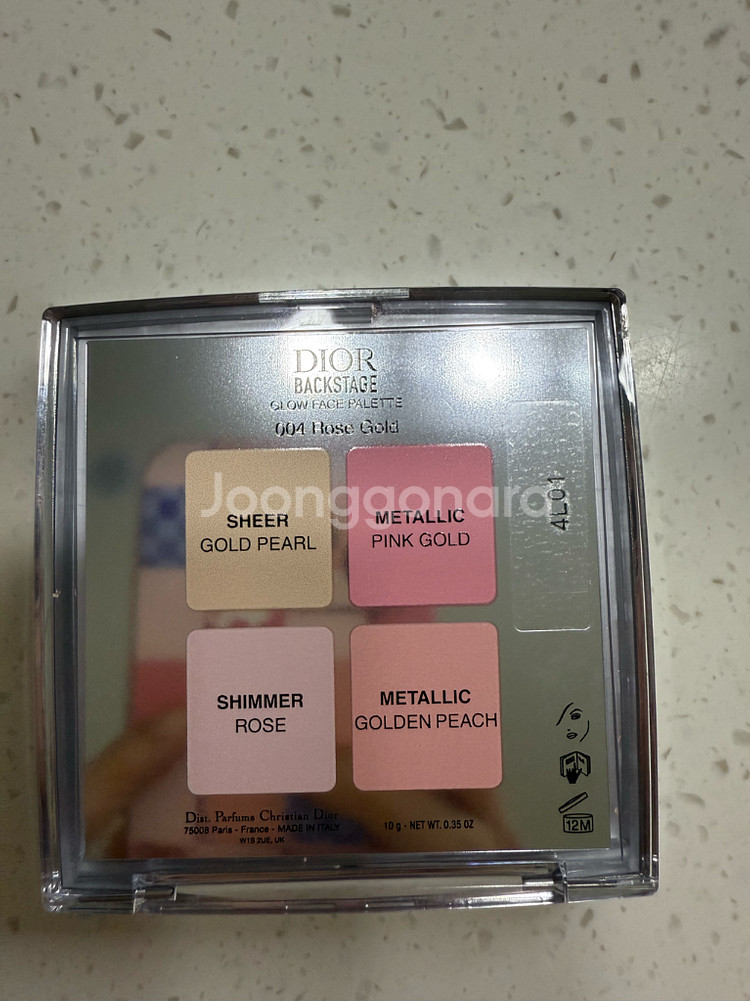 DIOR
BACKSTAGE
GLOW FACE PALETTE
004 Rose Gold
Joonggonara
SHEER
GOLD PEARL
METALLIC
PINK GOLD
4L01
SHIMMER
ROSE
METALLIC
GOLDEN PEACH
Dist. Parfums Christian Dior
75008 Paris - France - MADE IN ITALY
W1S 2UE, UK
10 g - NET WT. 0.35 OZ
12M